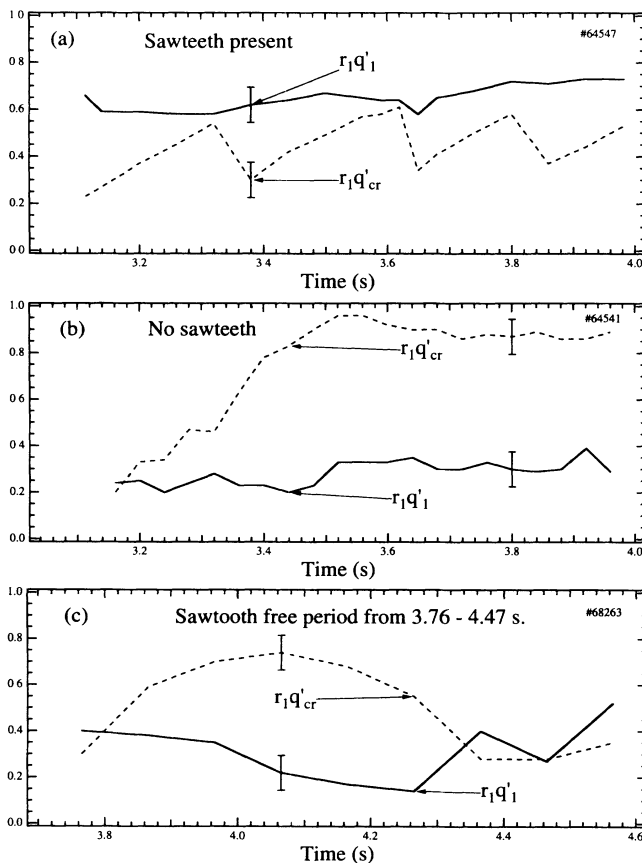 (a) Sawteeth present #64547
r₁q'₁
r₁q'cr
1.0
0.8
0.6
0.4
0.2
0.0
3.2 3.4 3.6 3.8 4.0
Time (s)
(b) No sawteeth #64541
r₁q'cr
r₁q'₁
1.0
0.8
0.6
0.4
0.2
0.0
3.2 3.4 3.6 3.8 4.0
Time (s)
(c) Sawtooth free period from 3.76 - 4.47 s. #68263
r₁q'cr
r₁q'₁
1.0
0.8
0.6
0.4
0.2
0.0
3.8 4.0 4.2 4.4 4.6
Time (s)